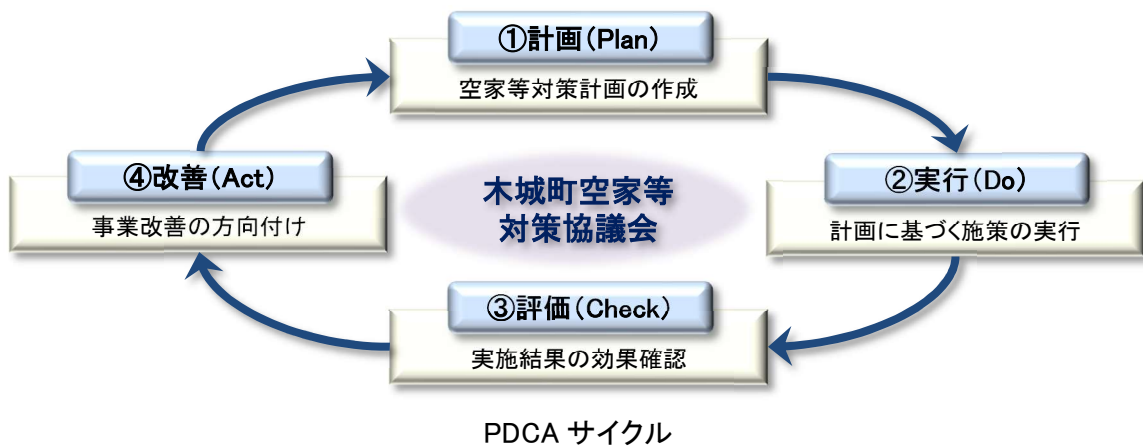 ①計画(Plan)
空家等対策計画の作成
④改善(Act)
事業改善の方向付け
木城町空家等
対策協議会
②実行(Do)
計画に基づく施策の実行
③評価(Check)
実施結果の効果確認
PDCA サイクル